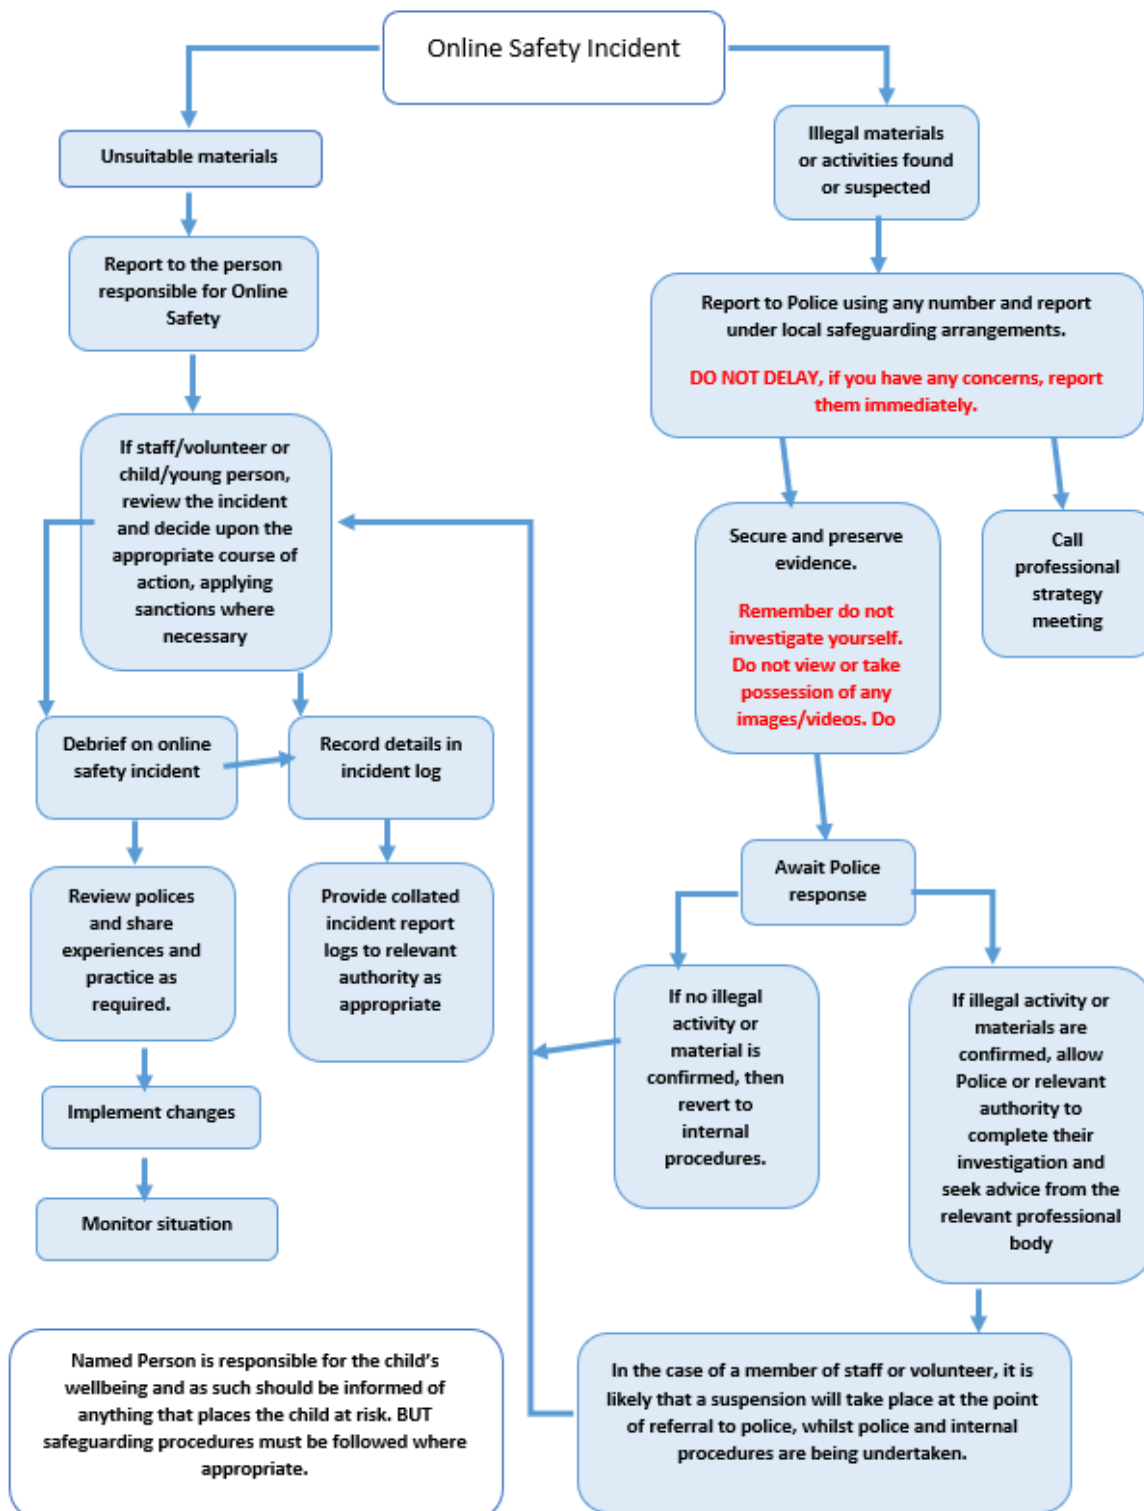 Online Safety Incident
Unsuitable materials
Report to the person
responsible for Online
Safety
If staff/volunteer or
child/young person,
review the incident
and decide upon the
appropriate course of
action, applying
sanctions where
necessary
Debrief on online
safety incident
Record details in
incident log
Review polices
and share
experiences and
practice as
required.
Provide collated
incident report
logs to relevant
authority as
appropriate
Implement changes
Monitor situation
Illegal materials
or activities found
or suspected
Report to Police using any number and report
under local safeguarding arrangements.
DO NOT DELAY, if you have any concerns, report
them immediately.
Secure and preserve
evidence.
Remember do not
investigate yourself.
Do not view or take
possession of any
images/videos. Do
Call
professional
strategy
meeting
Await Police
response
If no illegal
activity or
material is
confirmed, then
revert to
internal
procedures.
If illegal activity or
materials are
confirmed, allow
Police or relevant
authority to
complete their
investigation and
seek advice from the
relevant professional
body
In the case of a member of staff or volunteer, it is
likely that a suspension will take place at the point
of referral to police, whilst police and internal
procedures are being undertaken.
Named Person is responsible for the child's
wellbeing and as such should be informed of
anything that places the child at risk. BUT
safeguarding procedures must be followed where
appropriate.